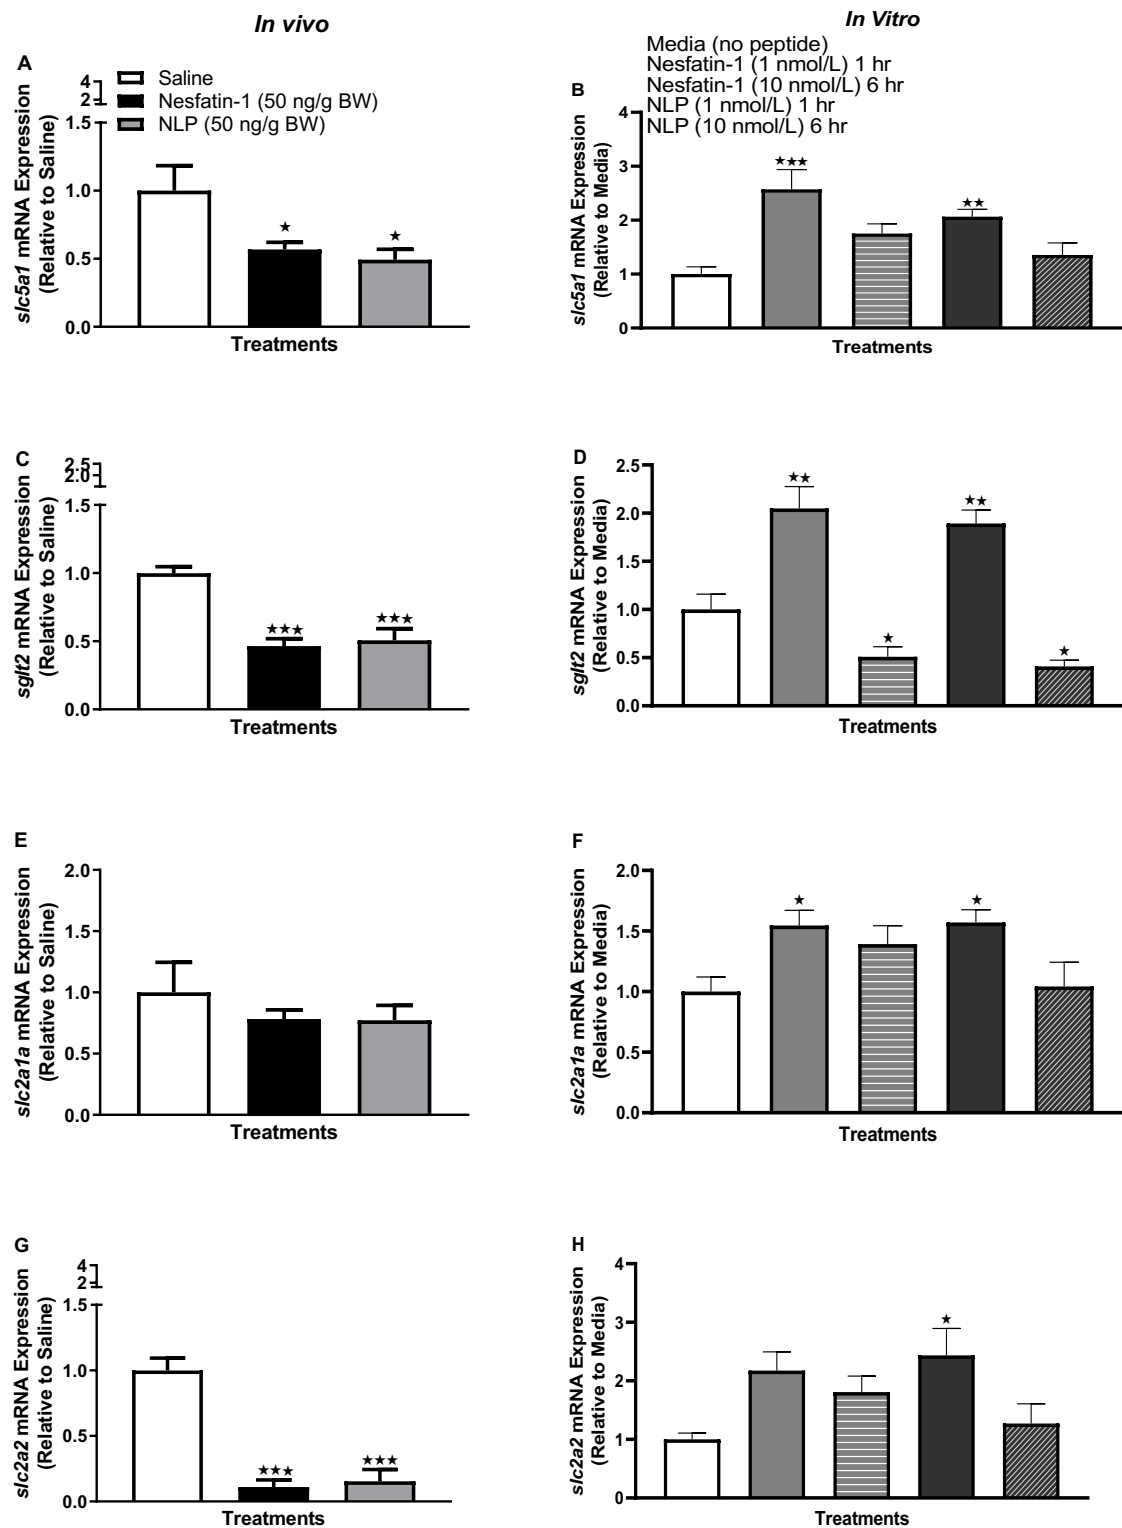 In vivo
In Vitro
A
Saline
Nesfatin-1 (50 ng/g BW)
NLP (50 ng/g BW)
4
2
1.5
1.0
0.5
0.0
slc5a1 mRNA Expression
(Relative to Saline)
Treatments
B
Media (no peptide)
Nesfatin-1 (1 nmol/L) 1 hr
Nesfatin-1 (10 nmol/L) 6 hr
NLP (1 nmol/L) 1 hr
NLP (10 nmol/L) 6 hr
4
3
2
1
0
slc5a1 mRNA Expression
(Relative to Media)
★★★
★★
Treatments
★
★
C
2.5
2.0
1.5
1.0
0.5
0.0
sglt2 mRNA Expression
(Relative to Saline)
★★★
★★★
Treatments
D
2.5
2.0
1.5
1.0
0.5
0.0
sglt2 mRNA Expression
(Relative to Media)
★★
★
★★
★
Treatments
E
2.0
1.5
1.0
0.5
0.0
slc2a1a mRNA Expression
(Relative to Saline)
Treatments
F
2.0
1.5
1.0
0.5
0.0
slc2a1a mRNA Expression
(Relative to Media)
★
★
Treatments
G
4
2
1.5
1.0
0.5
0.0
slc2a2 mRNA Expression
(Relative to Saline)
★★★
★★★
Treatments
H
4
3
2
1
0
slc2a2 mRNA Expression
(Relative to Media)
★
Treatments